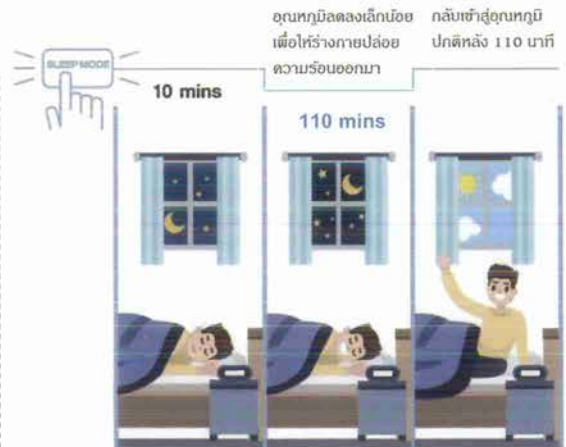 SLEEP MODE
10 mins
อุณหภูมิลดลงเล็กน้อย
เพื่อให้ร่างกายปล่อย
ความร้อนออกมา
110 mins
กลับเข้าสู่อุณหภูมิ
ปกติหลัง 110 นาที